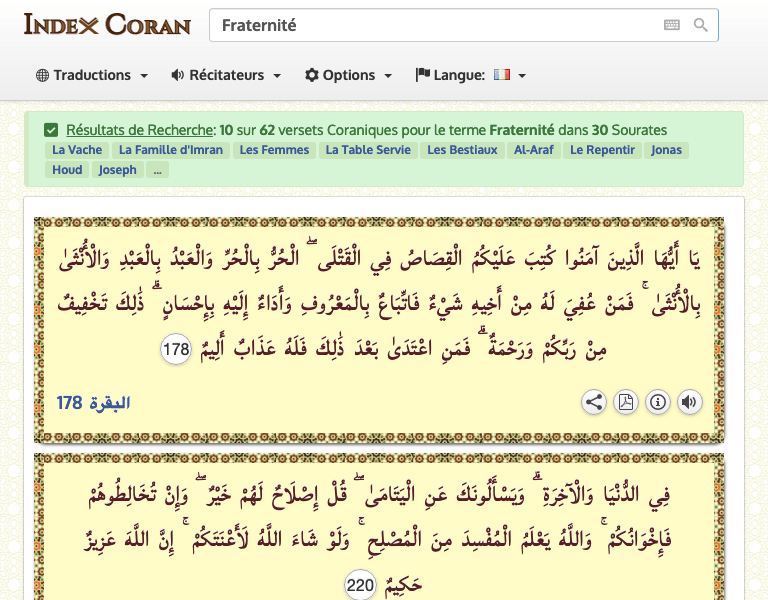 INDEX CORAN
Fraternité
Traductions Récitateurs Options Langue:
Résultats de Recherche: 10 sur 62 versets Coraniques pour le terme Fraternité dans 30 Sourates
La Vache La Famille d'Imran Les Femmes La Table Servie Les Bestiaux Al-Araf Le Repentir Jonas
Houd Joseph ...
يَا أَيُّهَا الَّذِينَ آمَنُوا كُتِبَ عَلَيْكُمُ الْقِصَاصُ فِي الْقَتْلَى ۖ الْحُرُّ بِالْحُرِّ وَالْعَبْدُ بِالْعَبْدِ وَالْأُنْثَىٰ
بِالْأُنْثَىٰ ۚ فَمَنْ عُفِيَ لَهُ مِنْ أَخِيهِ شَيْءٌ فَاتِّبَاعٌ بِالْمَعْرُوفِ وَأَدَاءٌ إِلَيْهِ بِإِحْسَانٍ ۗ ذَٰلِكَ تَخْفِيفٌ
مِنْ رَبِّكُمْ وَرَحْمَةٌ ۗ فَمَنِ اعْتَدَىٰ بَعْدَ ذَٰلِكَ فَلَهُ عَذَابٌ أَلِيمٌ 178
البقرة 178
فِي الدُّنْيَا وَالْآخِرَةِ ۗ وَيَسْأَلُونَكَ عَنِ الْيَتَامَىٰ ۖ قُلْ إِصْلَاحٌ لَهُمْ خَيْرٌ ۖ وَإِنْ تُخَالِطُوهُمْ
فَإِخْوَانُكُمْ ۚ وَاللَّهُ يَعْلَمُ الْمُفْسِدَ مِنَ الْمُصْلِحِ ۚ وَلَوْ شَاءَ اللَّهُ لَأَعْنَتَكُمْ ۚ إِنَّ اللَّهَ عَزِيزٌ
حَكِيمٌ 220